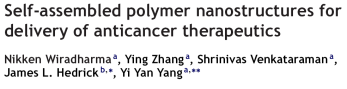 Self-assembled polymer nanostructures for
delivery of anticancer therapeutics
Nikken Wiradharma a, Ying Zhang a, Shrinivas Venkataraman a,
James L. Hedrick b,*, Yi Yan Yang a,**